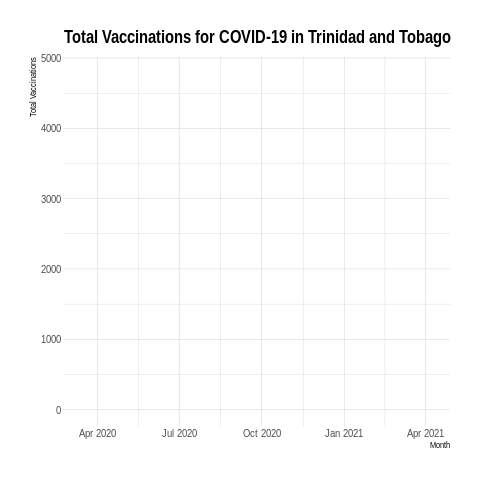 Total Vaccinations for COVID-19 in Trinidad and Tobago
Total Vaccinations
5000
4000
3000
2000
1000
0
Apr 2020 Jul 2020 Oct 2020 Jan 2021 Apr 2021
Month